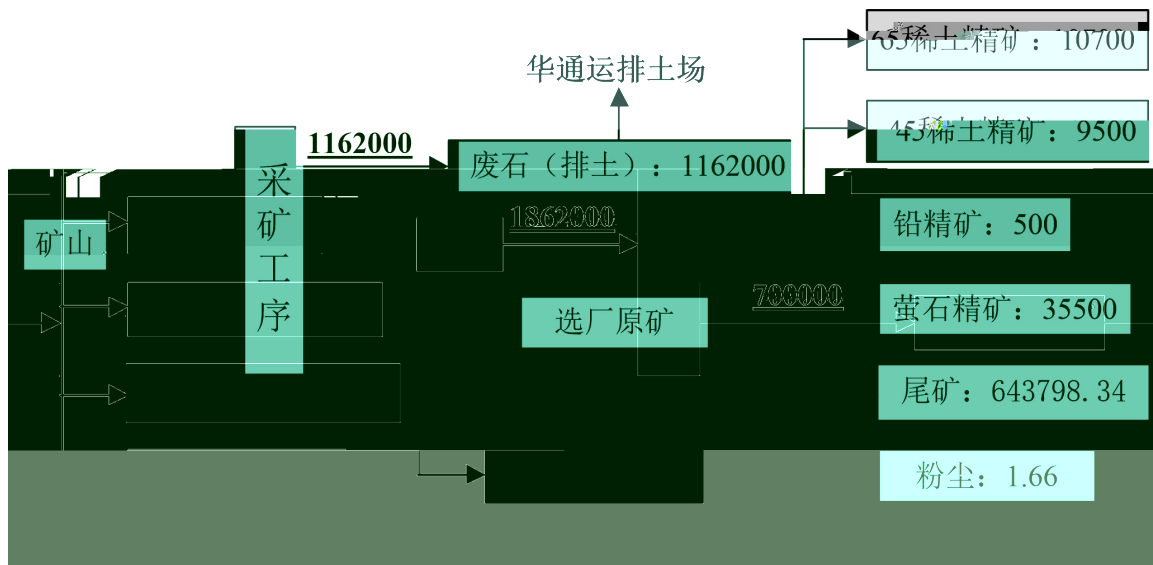 65稀土精矿：10700
华通运排土场
45稀土精矿：9500
1162000
废石（排土）：1162000
采矿工序
1862000
铅精矿：500
矿山
700000
萤石精矿：35500
选厂原矿
尾矿：643798.34
粉尘：1.66